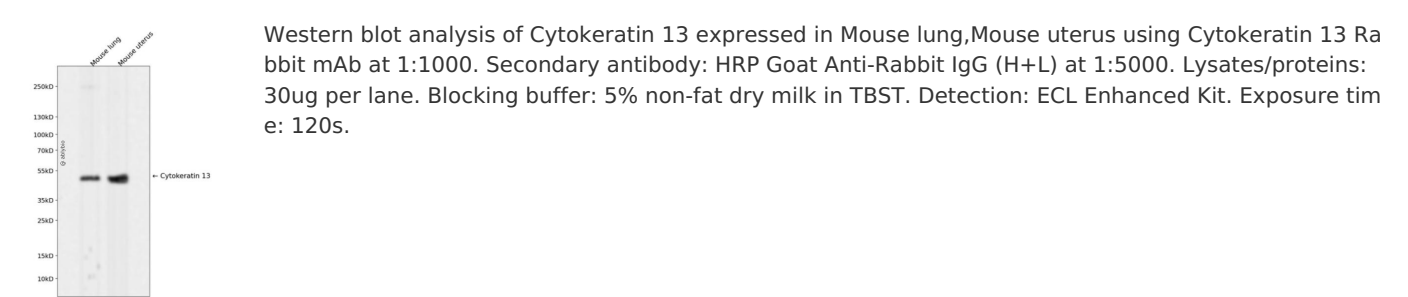 Mouse lung
Mouse uterus
250kD
130kD
100kD
70kD
55kD
35kD
25kD
15kD
10kD
← Cytokeratin 13
Western blot analysis of Cytokeratin 13 expressed in Mouse lung,Mouse uterus using Cytokeratin 13 Ra
bbit mAb at 1:1000. Secondary antibody: HRP Goat Anti-Rabbit IgG (H+L) at 1:5000. Lysates/proteins:
30ug per lane. Blocking buffer: 5% non-fat dry milk in TBST. Detection: ECL Enhanced Kit. Exposure tim
e: 120s.